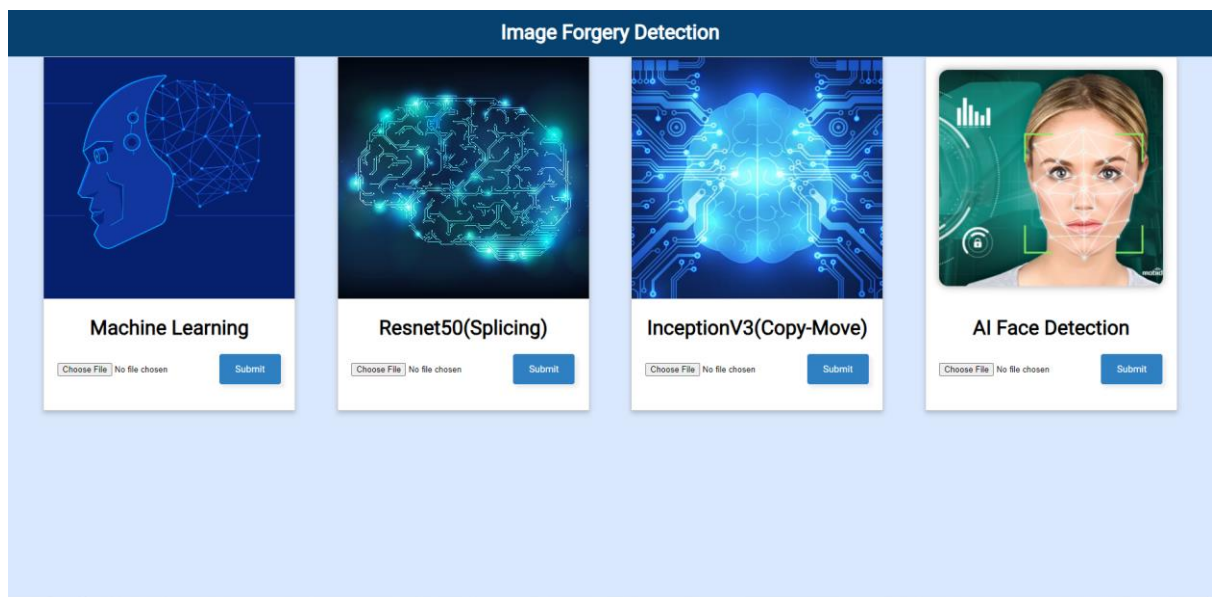 Image Forgery Detection
Machine Learning
Choose File No file chosen
Submit
Resnet50(Splicing)
Choose File No file chosen
Submit
InceptionV3(Copy-Move)
Choose File No file chosen
Submit
AI Face Detection
Choose File No file chosen
Submit